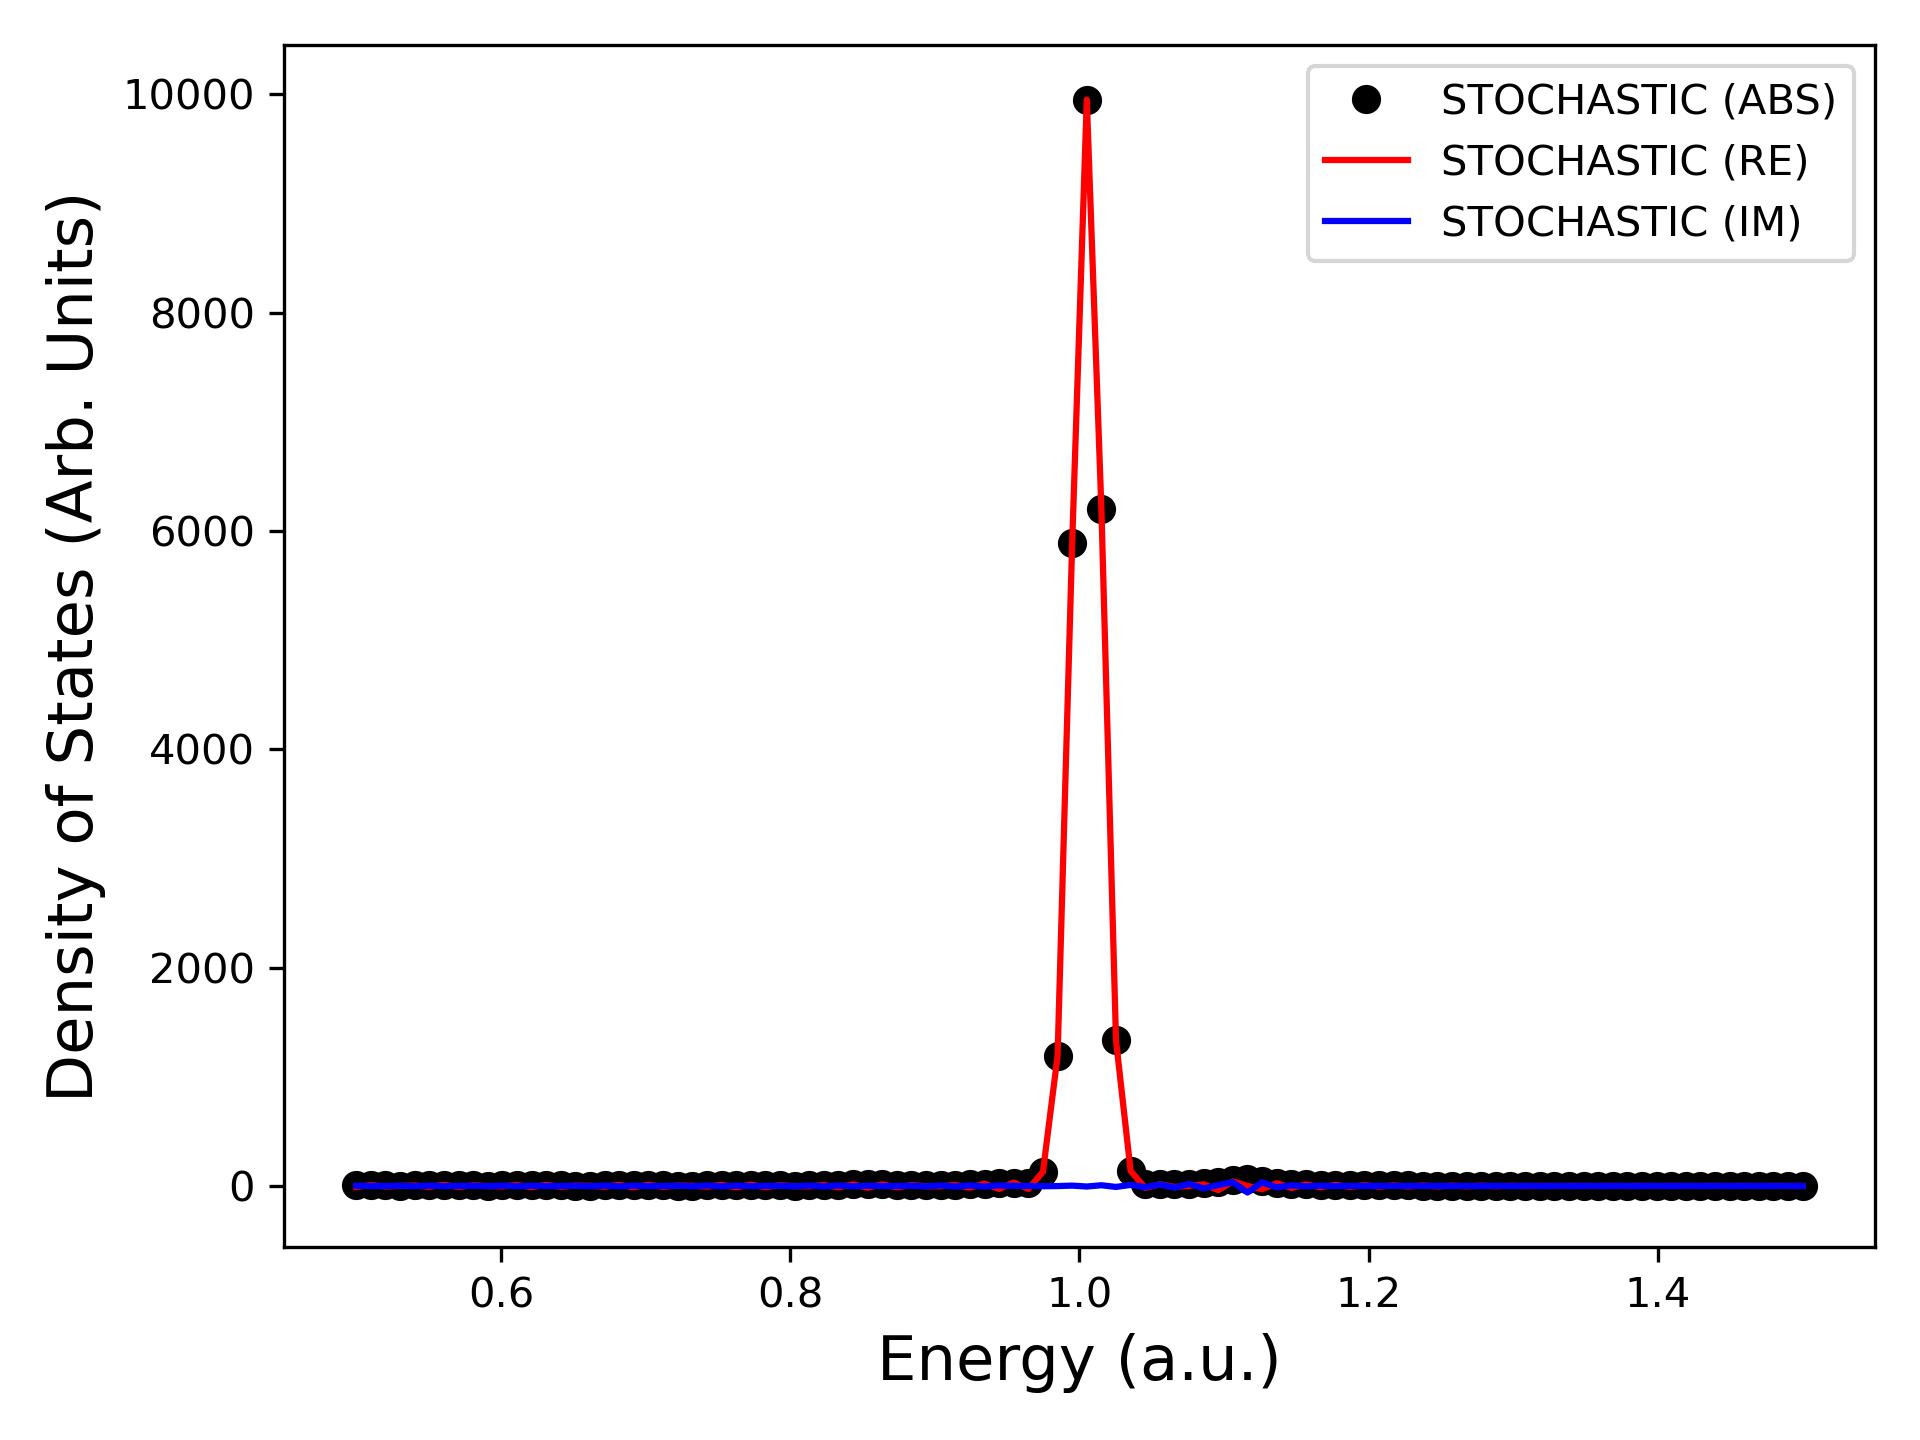 10000
8000
6000
4000
2000
0
Density of States (Arb. Units)
STOCHASTIC (ABS)
STOCHASTIC (RE)
STOCHASTIC (IM)
0.6
0.8
1.0
1.2
1.4
Energy (a.u.)